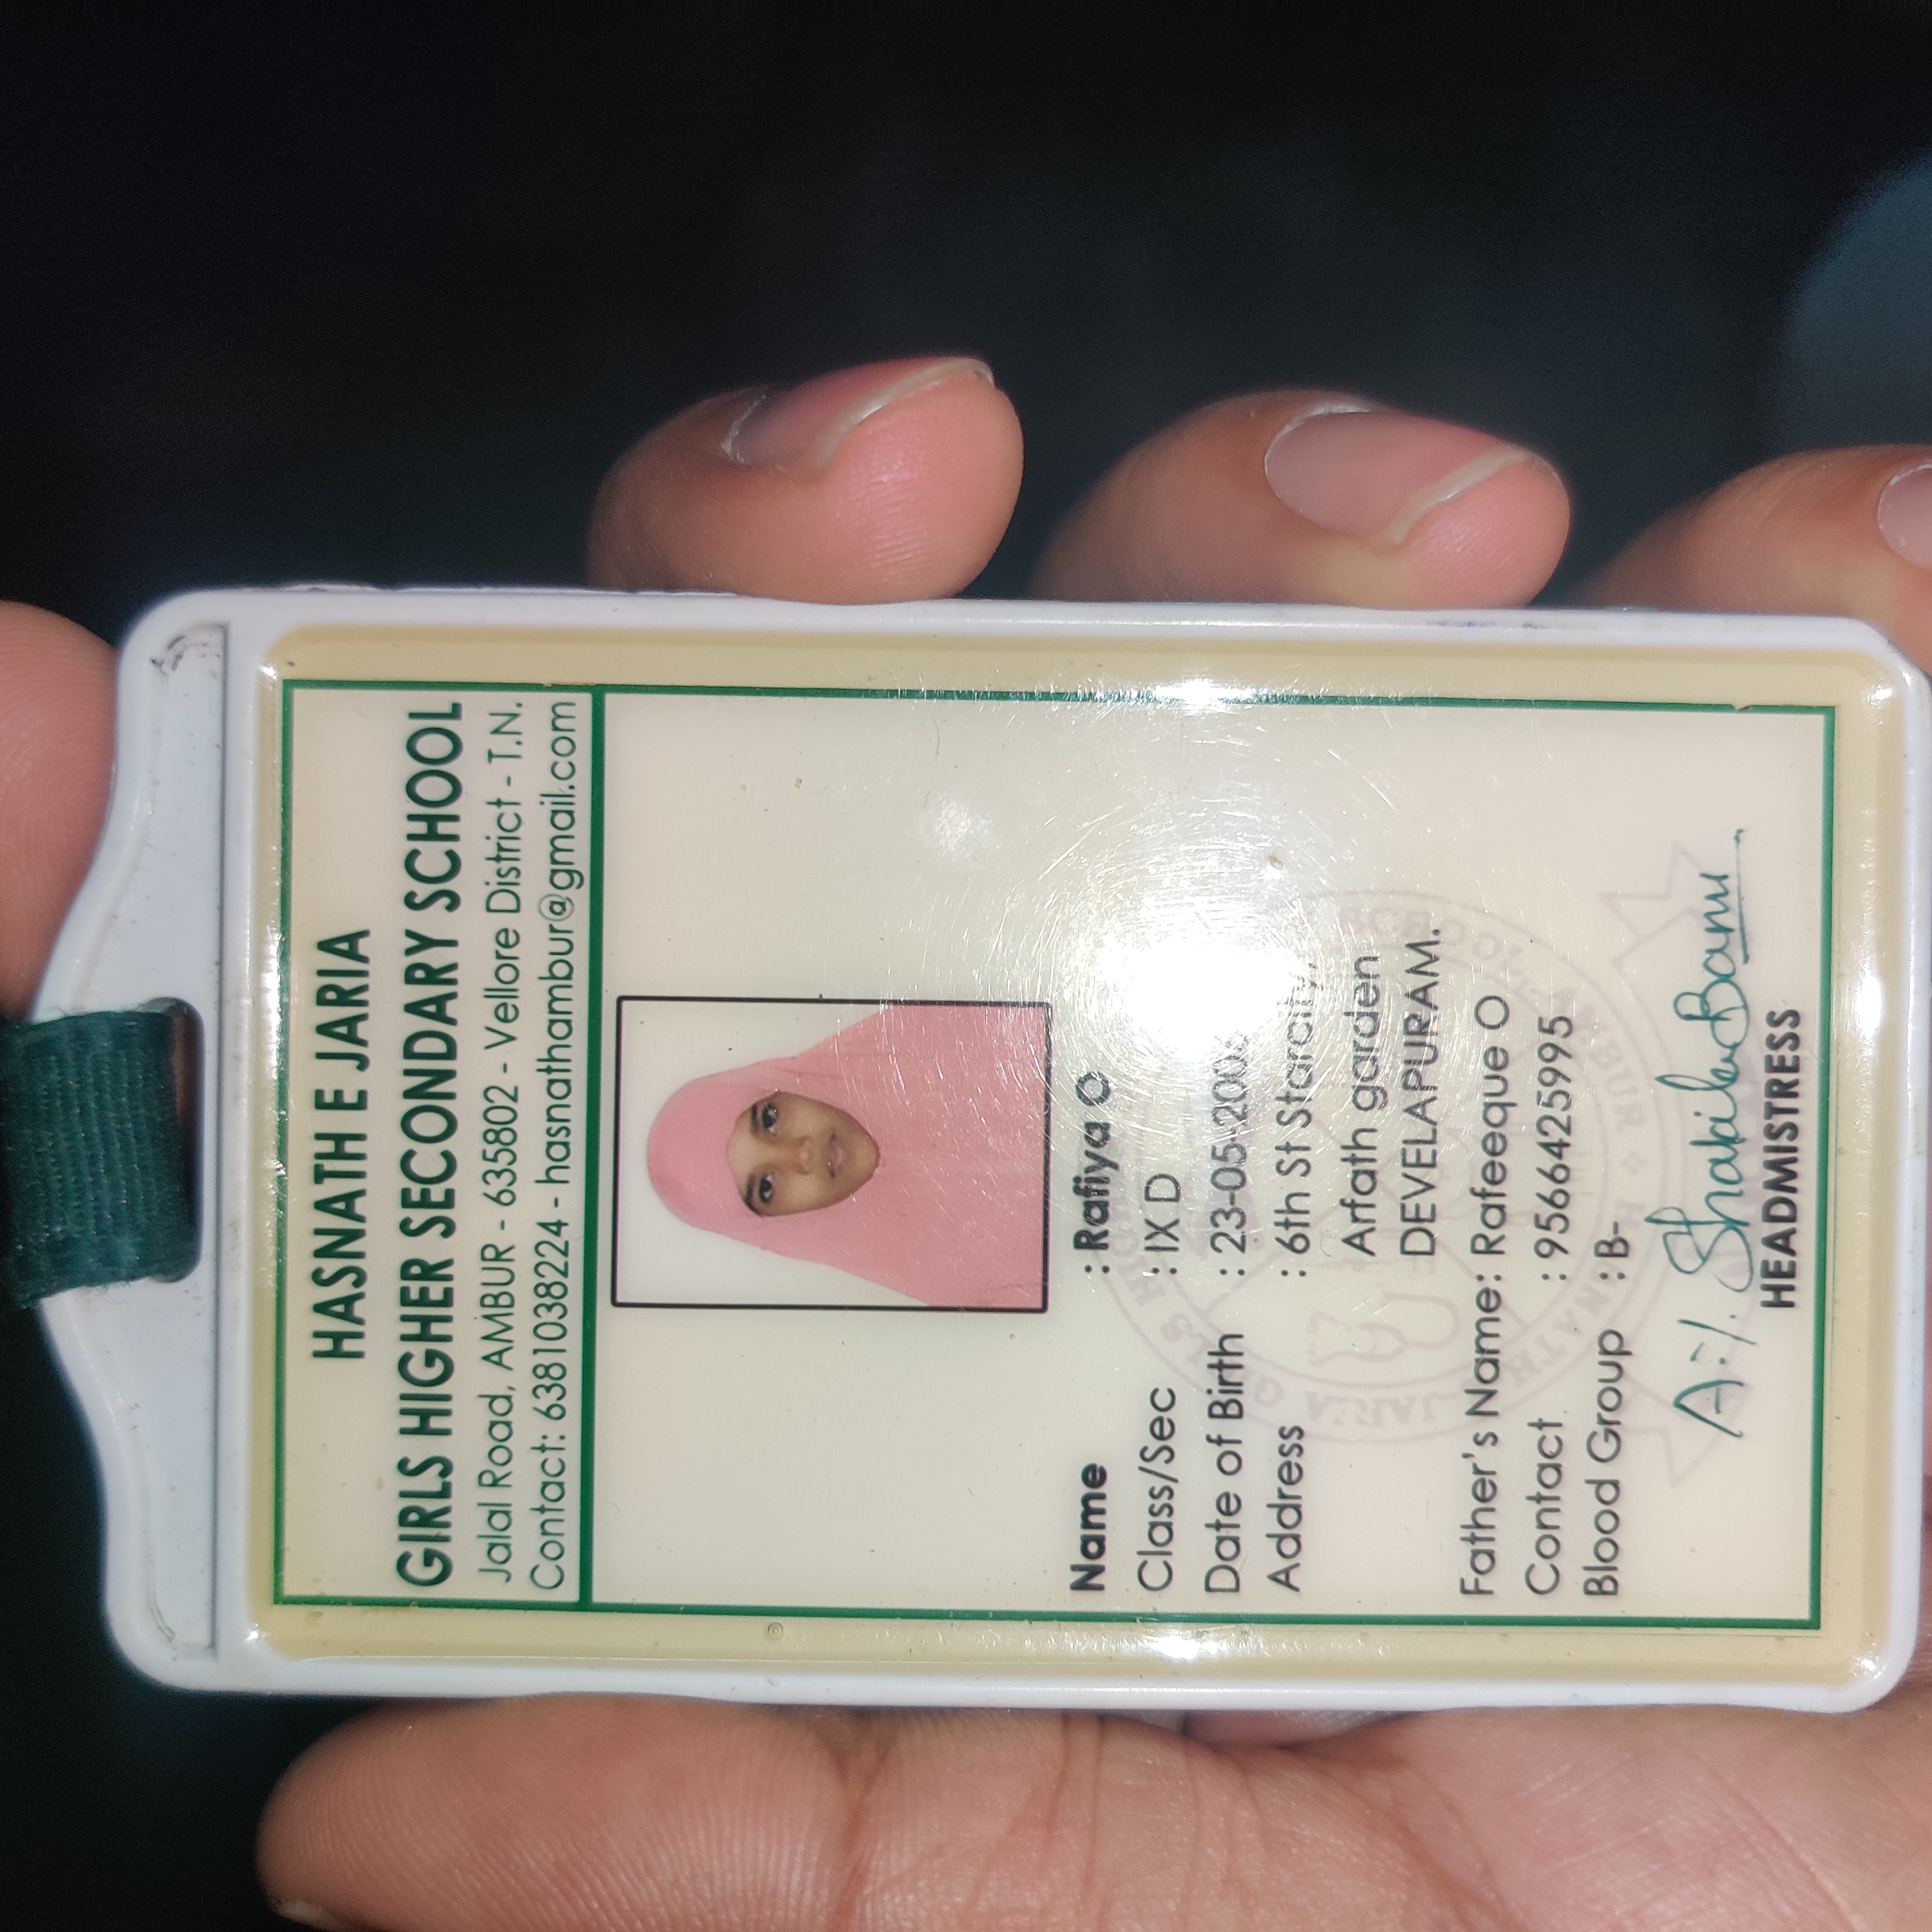 HASNATH E JARIA
GIRLS HIGHER SECONDARY SCHOOL
Jalal Road, AMBUR - 635802 - Vellore District - T.N.
Contact: 6381038224 - hasnathambur@gmail.com
Name : Rafiya O
Class/Sec : IX D
Date of Birth : 23-05-200
Address : 6th St Starcity,
Arfath garden
DEVELAPURAM.
Father's Name: Rafeeque O
Contact : 9566425995
Blood Group : B-
A. Shakila Banu
HEADMISTRESS